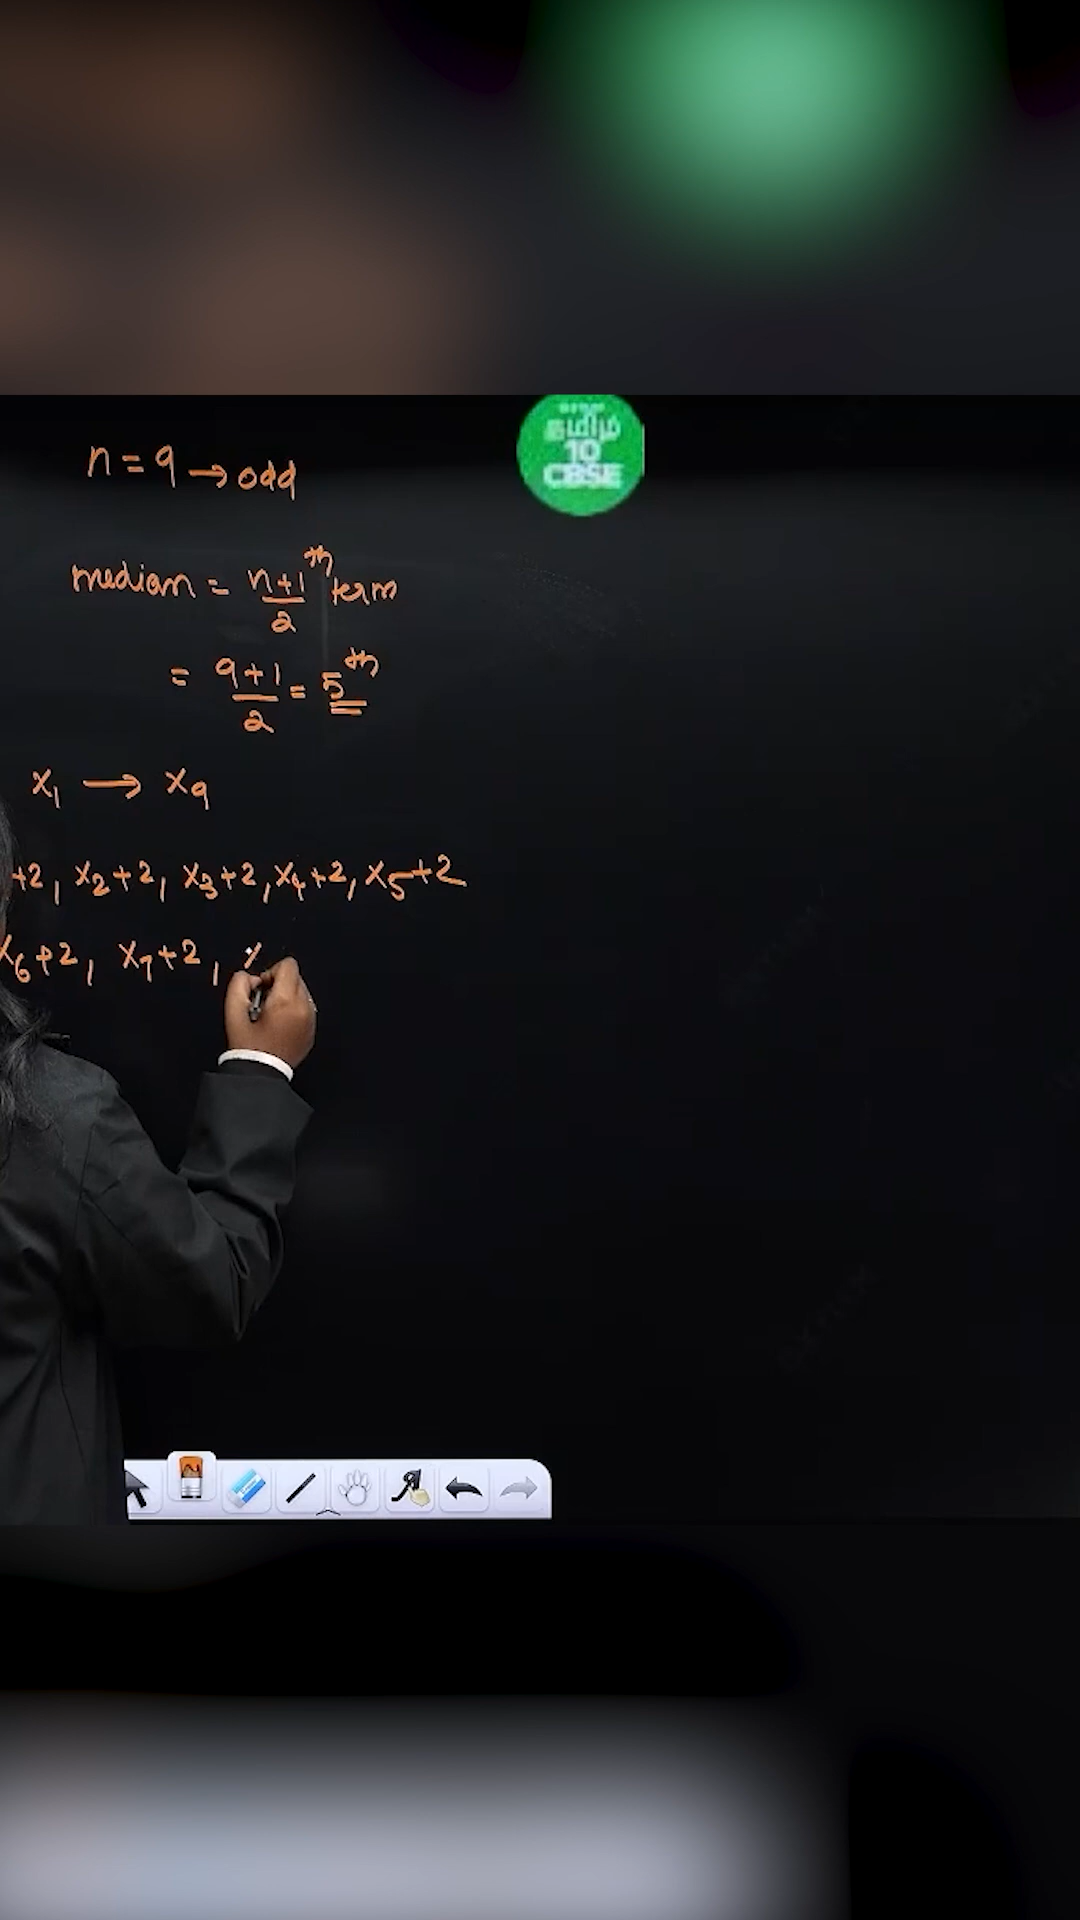 தமிழ்
10
CBSE
n = 9 → odd
median = n+1/2 th term
= 9+1/2 = 5th
x₁ → x₉
+2, x₂+2, x₃+2, x₄+2, x₅+2
x₆+2, x₇+2, x